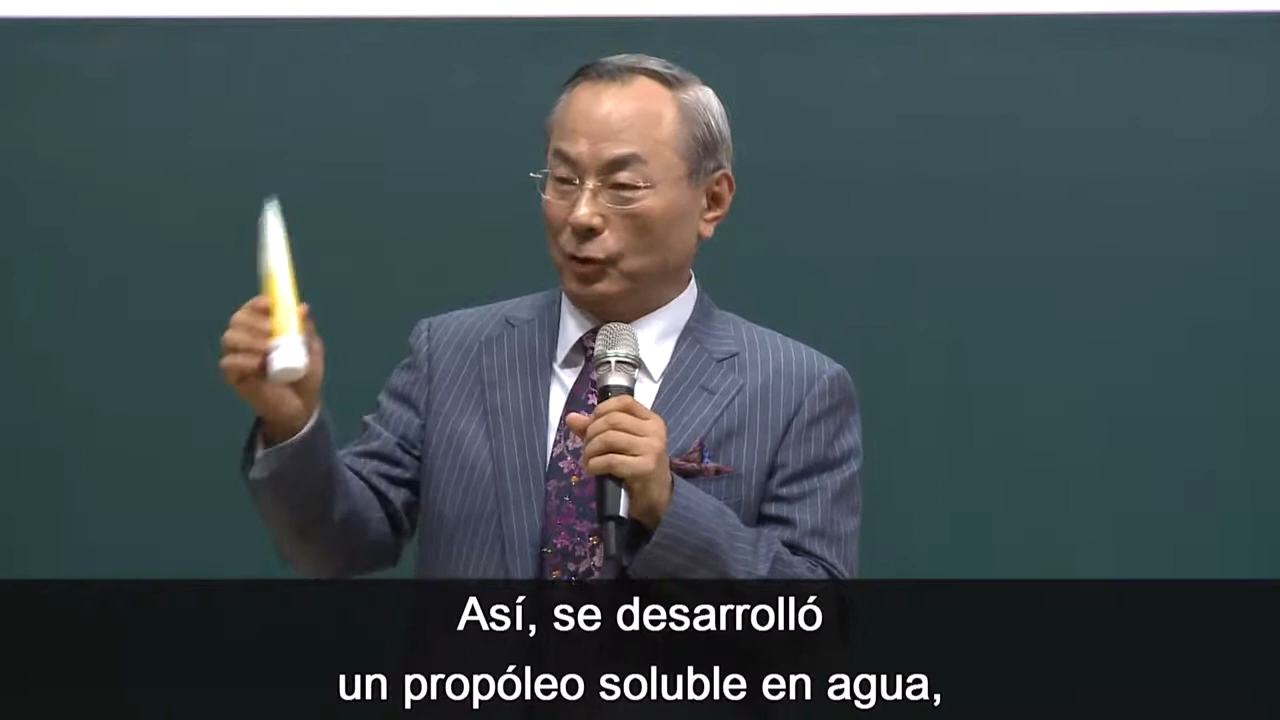 Así, se desarrolló
un propóleo soluble en agua,